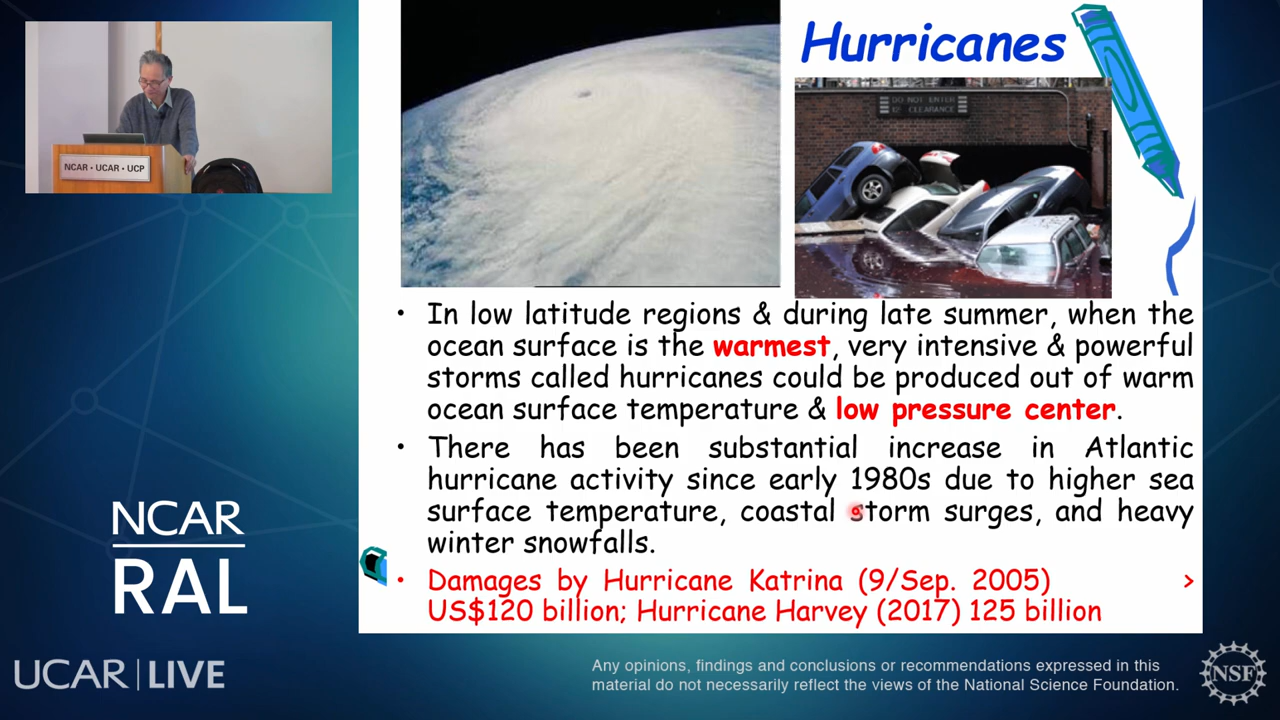 NCAR • UCAR • UCP
Hurricanes
DO NOT ENTER
CLEARANCE
• In low latitude regions & during late summer, when the
ocean surface is the warmest, very intensive & powerful
storms called hurricanes could be produced out of warm
ocean surface temperature & low pressure center.
• There has been substantial increase in Atlantic
hurricane activity since early 1980s due to higher sea
surface temperature, coastal storm surges, and heavy
winter snowfalls.
• Damages by Hurricane Katrina (9/Sep. 2005) >
US$120 billion; Hurricane Harvey (2017) 125 billion
NCAR
RAL
UCAR | LIVE
Any opinions, findings and conclusions or recommendations expressed in this
material do not necessarily reflect the views of the National Science Foundation.
NSF